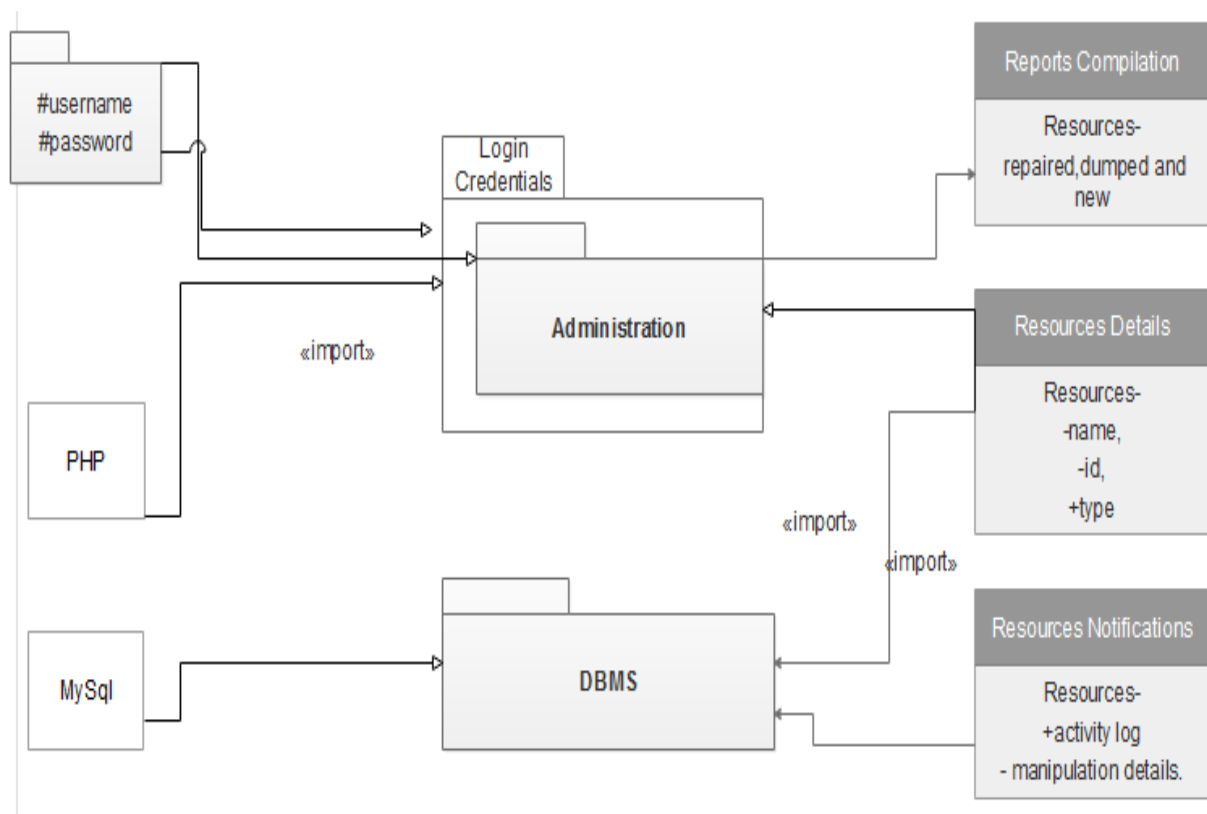 #username
#password
Login
Credentials
Administration
«import»
PHP
MySql
DBMS
Reports Compilation
Resources-
repaired,dumped and
new
Resources Details
Resources-
-name,
-id,
+type
«import»
«import»
Resources Notifications
Resources-
+activity log
- manipulation details.